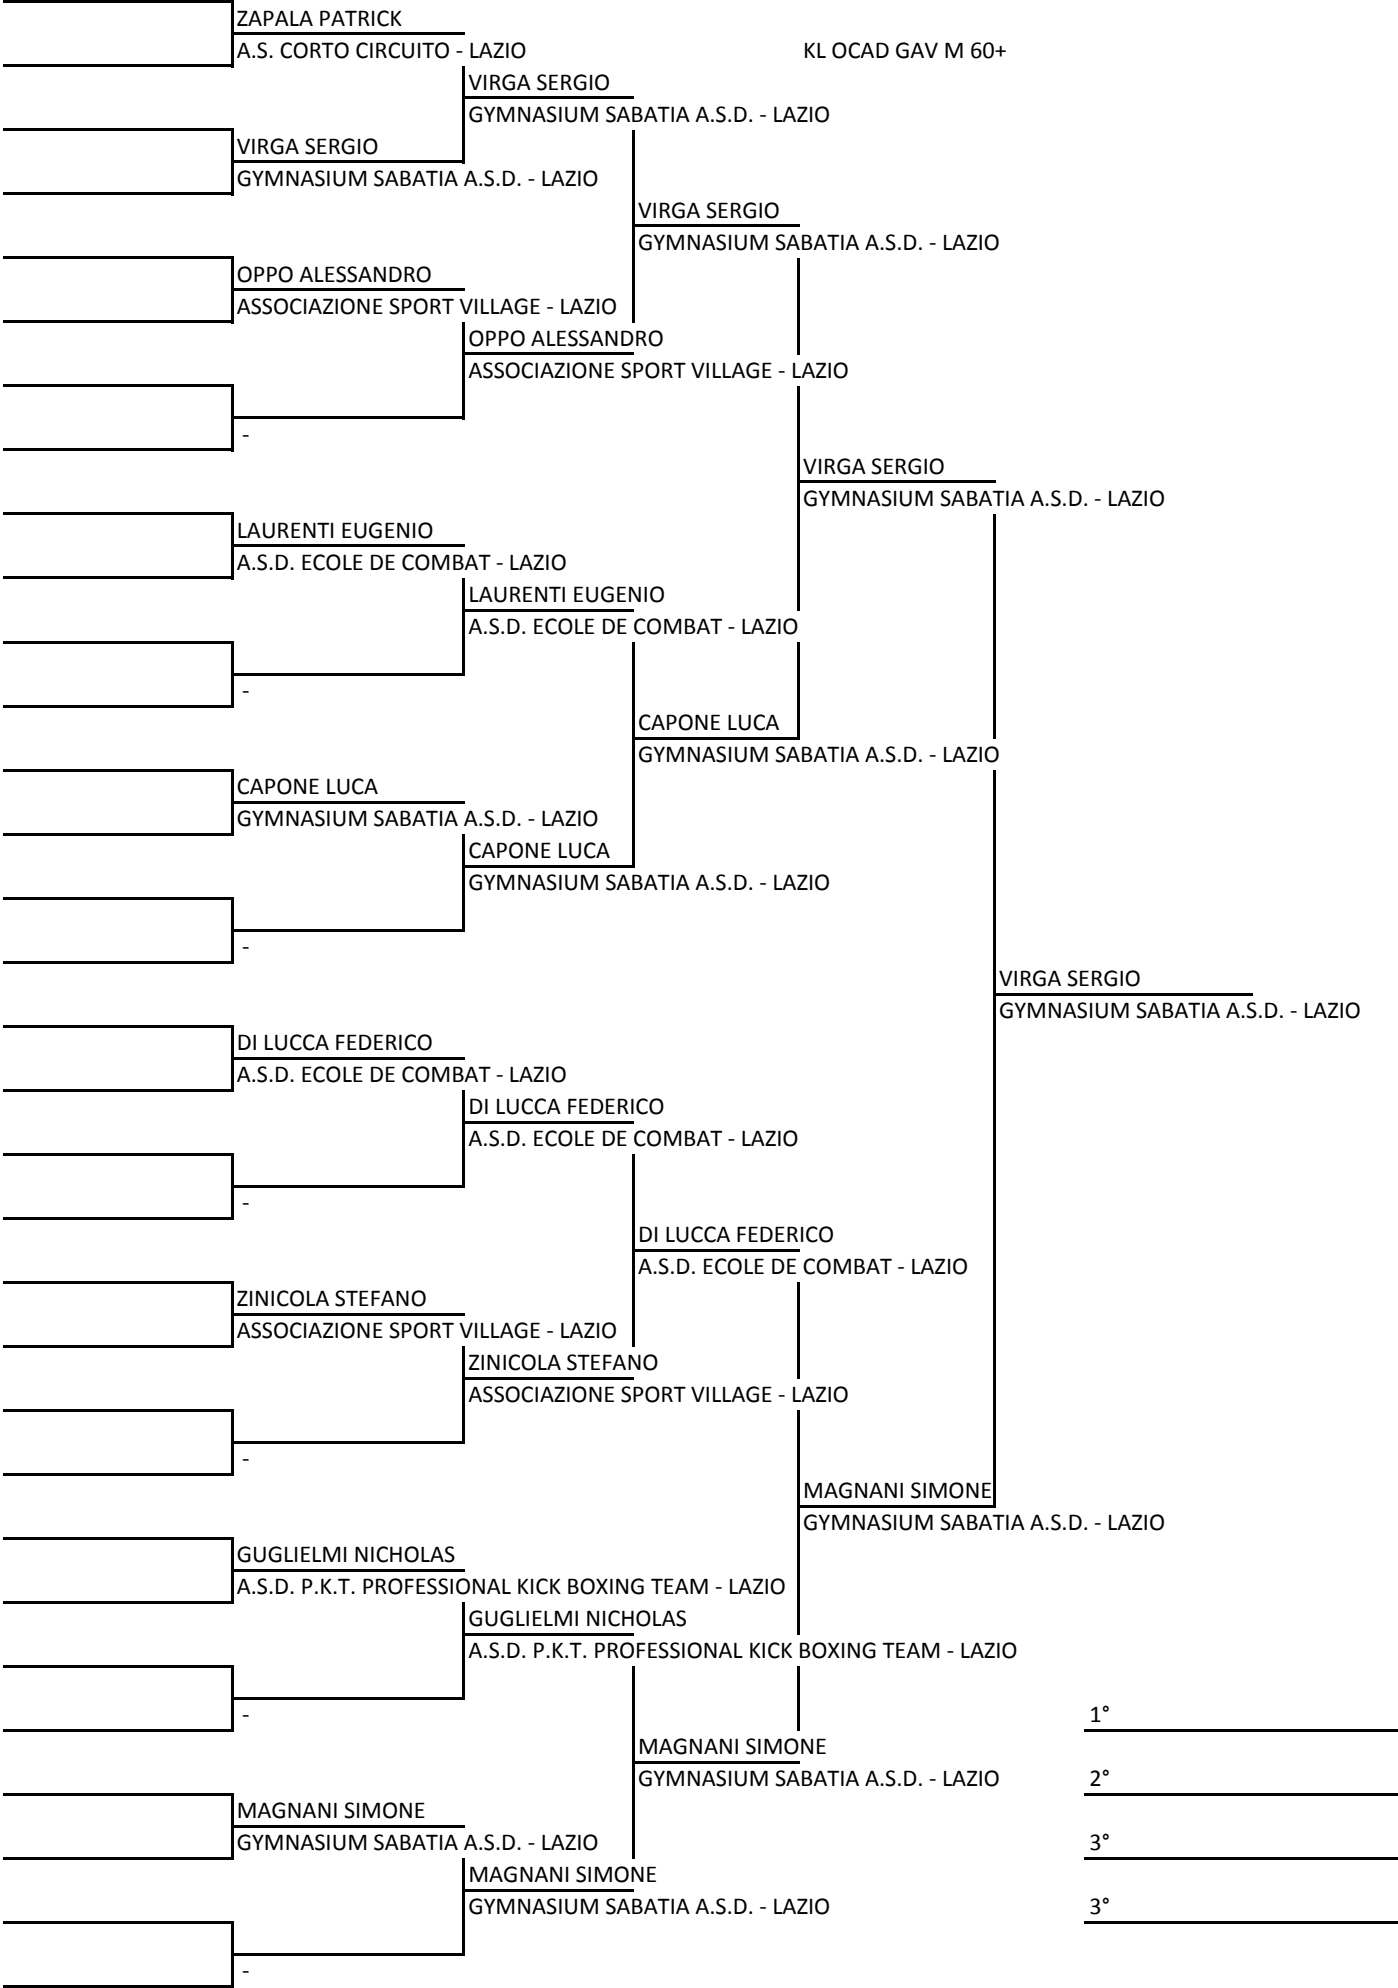 ZAPALA PATRICK
A.S. CORTO CIRCUITO - LAZIO
KL OCAD GAV M 60+
VIRGA SERGIO
GYMNASIUM SABATIA A.S.D. - LAZIO
VIRGA SERGIO
GYMNASIUM SABATIA A.S.D. - LAZIO
VIRGA SERGIO
GYMNASIUM SABATIA A.S.D. - LAZIO
OPPO ALESSANDRO
ASSOCIAZIONE SPORT VILLAGE - LAZIO
OPPO ALESSANDRO
ASSOCIAZIONE SPORT VILLAGE - LAZIO
-
VIRGA SERGIO
GYMNASIUM SABATIA A.S.D. - LAZIO
LAURENTI EUGENIO
A.S.D. ECOLE DE COMBAT - LAZIO
LAURENTI EUGENIO
A.S.D. ECOLE DE COMBAT - LAZIO
-
CAPONE LUCA
GYMNASIUM SABATIA A.S.D. - LAZIO
CAPONE LUCA
GYMNASIUM SABATIA A.S.D. - LAZIO
CAPONE LUCA
GYMNASIUM SABATIA A.S.D. - LAZIO
-
VIRGA SERGIO
GYMNASIUM SABATIA A.S.D. - LAZIO
DI LUCCA FEDERICO
A.S.D. ECOLE DE COMBAT - LAZIO
DI LUCCA FEDERICO
A.S.D. ECOLE DE COMBAT - LAZIO
-
DI LUCCA FEDERICO
A.S.D. ECOLE DE COMBAT - LAZIO
ZINICOLA STEFANO
ASSOCIAZIONE SPORT VILLAGE - LAZIO
ZINICOLA STEFANO
ASSOCIAZIONE SPORT VILLAGE - LAZIO
-
MAGNANI SIMONE
GYMNASIUM SABATIA A.S.D. - LAZIO
GUGLIELMI NICHOLAS
A.S.D. P.K.T. PROFESSIONAL KICK BOXING TEAM - LAZIO
GUGLIELMI NICHOLAS
A.S.D. P.K.T. PROFESSIONAL KICK BOXING TEAM - LAZIO
-
1°
MAGNANI SIMONE
GYMNASIUM SABATIA A.S.D. - LAZIO
2°
MAGNANI SIMONE
GYMNASIUM SABATIA A.S.D. - LAZIO
3°
MAGNANI SIMONE
GYMNASIUM SABATIA A.S.D. - LAZIO
3°
-